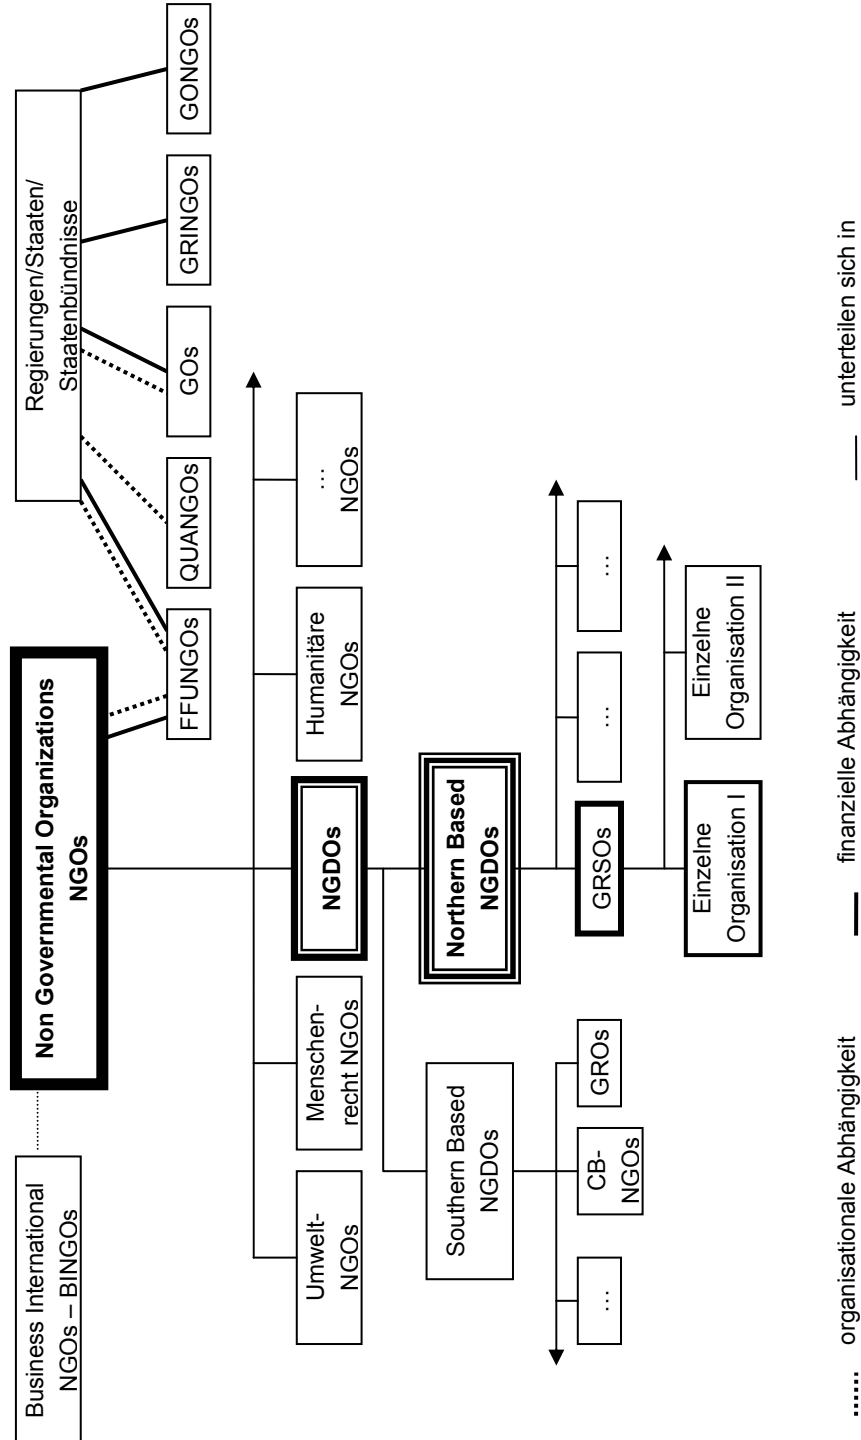 Business International
NGOs – BINGOs
Non Governmental Organizations
NGOs
Regierungen/Staaten/
Staatenbündnisse
FFUNGOs
QUANGOs
GOs
GRINGOs
GONGOs
Umwelt-
NGOs
Menschen-
recht NGOs
NGDOs
Humanitäre
NGOs
…
NGOs
Southern Based
NGDOs
Northern Based
NGDOs
…
CB-
NGOs
GROs
GRSOs
…
…
Einzelne
Organisation I
Einzelne
Organisation II
organisationale Abhängigkeit
finanzielle Abhängigkeit
unterteilen sich in